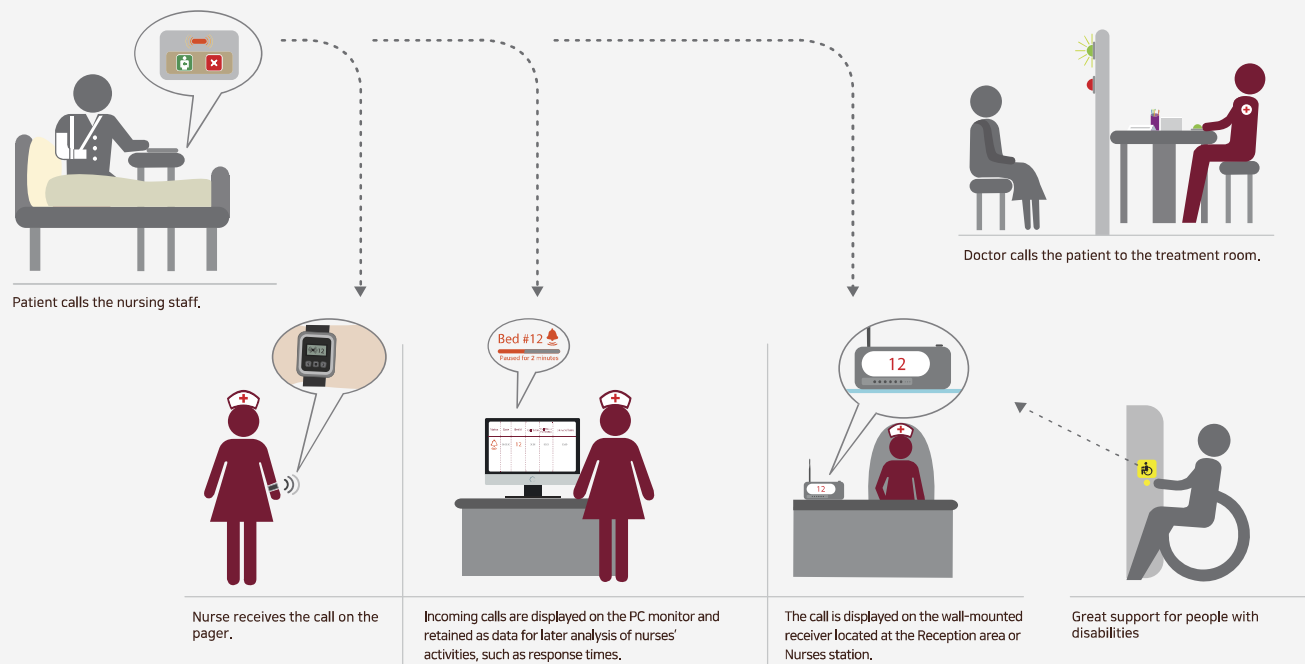 Patient calls the nursing staff.
Doctor calls the patient to the treatment room.
12
Bed #12
Paused for 2 minutes
12
12
12
Nurse receives the call on the
pager.
Incoming calls are displayed on the PC monitor and
retained as data for later analysis of nurses'
activities, such as response times.
The call is displayed on the wall-mounted
receiver located at the Reception area or
Nurses station.
Great support for people with
disabilities